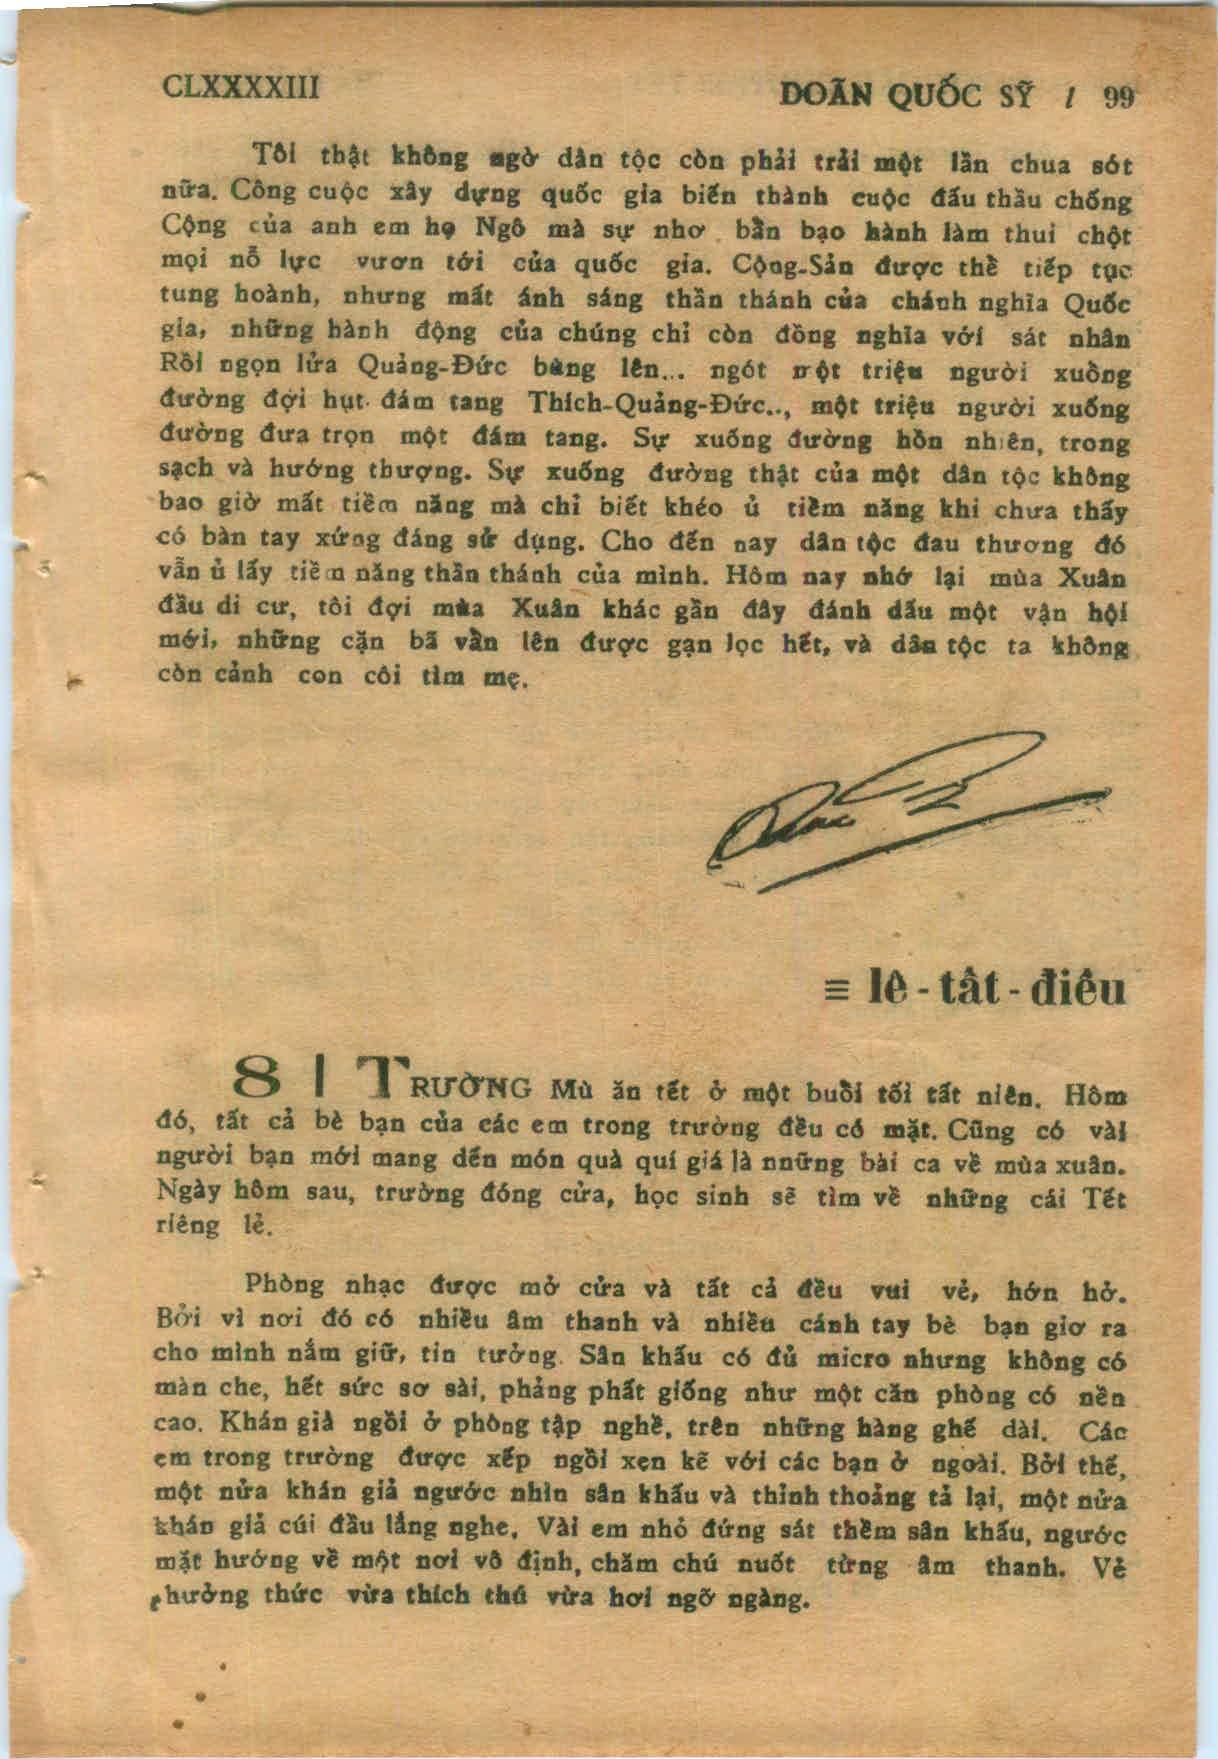 CLXXXXIII
DOÃN QUỐC SỸ / 99
Tôi thật không ngờ dân tộc còn phải trải một lần chua sót
nữa. Công cuộc xây dựng quốc gia biến thành cuộc đấu thầu chống
Cộng của anh em họ Ngô mà sự nhơ bẩn bạo hành làm thui chột
mọi nỗ lực vươn tới của quốc gia. Cộng-Sản được thể tiếp tục
tung hoành, nhưng mất ánh sáng thần thánh của chánh nghĩa Quốc
gia, những hành động của chúng chỉ còn đồng nghĩa với sát nhân
Rồi ngọn lửa Quảng-Đức bùng lên... ngót một triệu người xuống
đường đợi hụt đám tang Thích-Quảng-Đức.., một triệu người xuống
đường đưa trọn một đám tang. Sự xuống đường hồn nhiên, trong
sạch và hướng thượng. Sự xuống đường thật của một dân tộc không
bao giờ mất tiềm năng mà chỉ biết khéo ủ tiềm năng khi chưa thấy
có bàn tay xứng đáng sử dụng. Cho đến nay dân tộc đau thương đó
vẫn ủ lấy tiềm năng thần thánh của mình. Hôm nay nhớ lại mùa Xuân
đầu di cư, tôi đợi mùa Xuân khác gần đây đánh dấu một vận hội
mới, những cặn bã vần lên được gạn lọc hết, và dân tộc ta không
còn cảnh con côi tìm mẹ.
≡ lê - tất - điều
8 | TRƯỜNG Mù ăn tết ở một buổi tối tất niên. Hôm
đó, tất cả bè bạn của các em trong trường đều có mặt. Cũng có vài
người bạn mới mang đến món quà quí giá là nnững bài ca về mùa xuân.
Ngày hôm sau, trường đóng cửa, học sinh sẽ tìm về những cái Tết
riêng lẻ.
Phòng nhạc được mở cửa và tất cả đều vui vẻ, hớn hở.
Bởi vì nơi đó có nhiều âm thanh và nhiều cánh tay bè bạn giơ ra
cho mình nắm giữ, tin tưởng. Sân khấu có đủ micro nhưng không có
màn che, hết sức sơ sài, phảng phất giống như một căn phòng có nền
cao. Khán giả ngồi ở phòng tập nghề, trên những hàng ghế dài. Các
em trong trường được xếp ngồi xen kẽ với các bạn ở ngoài. Bởi thế,
một nửa khán giả ngước nhìn sân khấu và thỉnh thoảng tả lại, một nửa
khán giả cúi đầu lắng nghe. Vài em nhỏ đứng sát thềm sân khấu, ngước
mặt hướng về một nơi vô định, chăm chú nuốt từng âm thanh. Vẻ
hưởng thức vừa thích thú vừa hơi ngỡ ngàng.